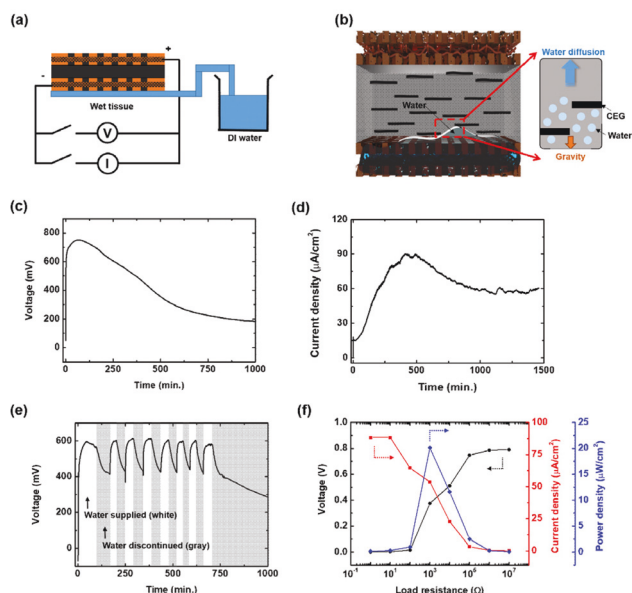 (a)
+
-
Wet tissue
V
I
DI water
(b)
Water
Water diffusion
CEG
Water
Gravity
(c)
Voltage (mV)
800
600
400
200
0
0 250 500 750 1000
Time (min.)
(d)
Current density (μA/cm²)
120
90
60
30
0
0 500 1000 1500
Time (min.)
(e)
Voltage (mV)
600
400
200
0
Water supplied (white)
Water discontinued (gray)
0 250 500 750 1000
Time (min.)
(f)
Voltage (V)
1.0
0.8
0.6
0.4
0.2
0.0
100
75
50
25
0
Current density (μA/cm²)
25
20
15
10
5
0
Power density (μW/cm²)
10⁻¹ 10⁰ 10¹ 10² 10³ 10⁴ 10⁵ 10⁶ 10⁷ 10⁸
Load resistance (Ω)